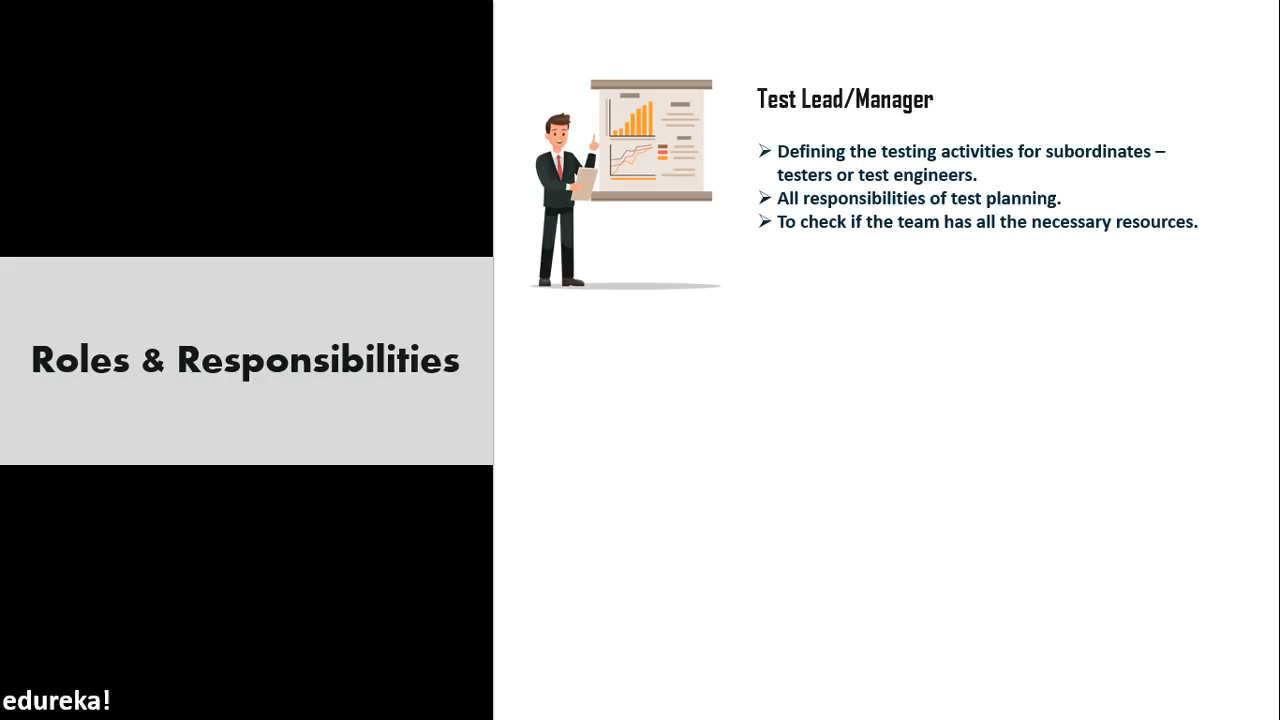 Test Lead/Manager
➢ Defining the testing activities for subordinates –
testers or test engineers.
➢ All responsibilities of test planning.
➢ To check if the team has all the necessary resources.
Roles & Responsibilities
edureka!